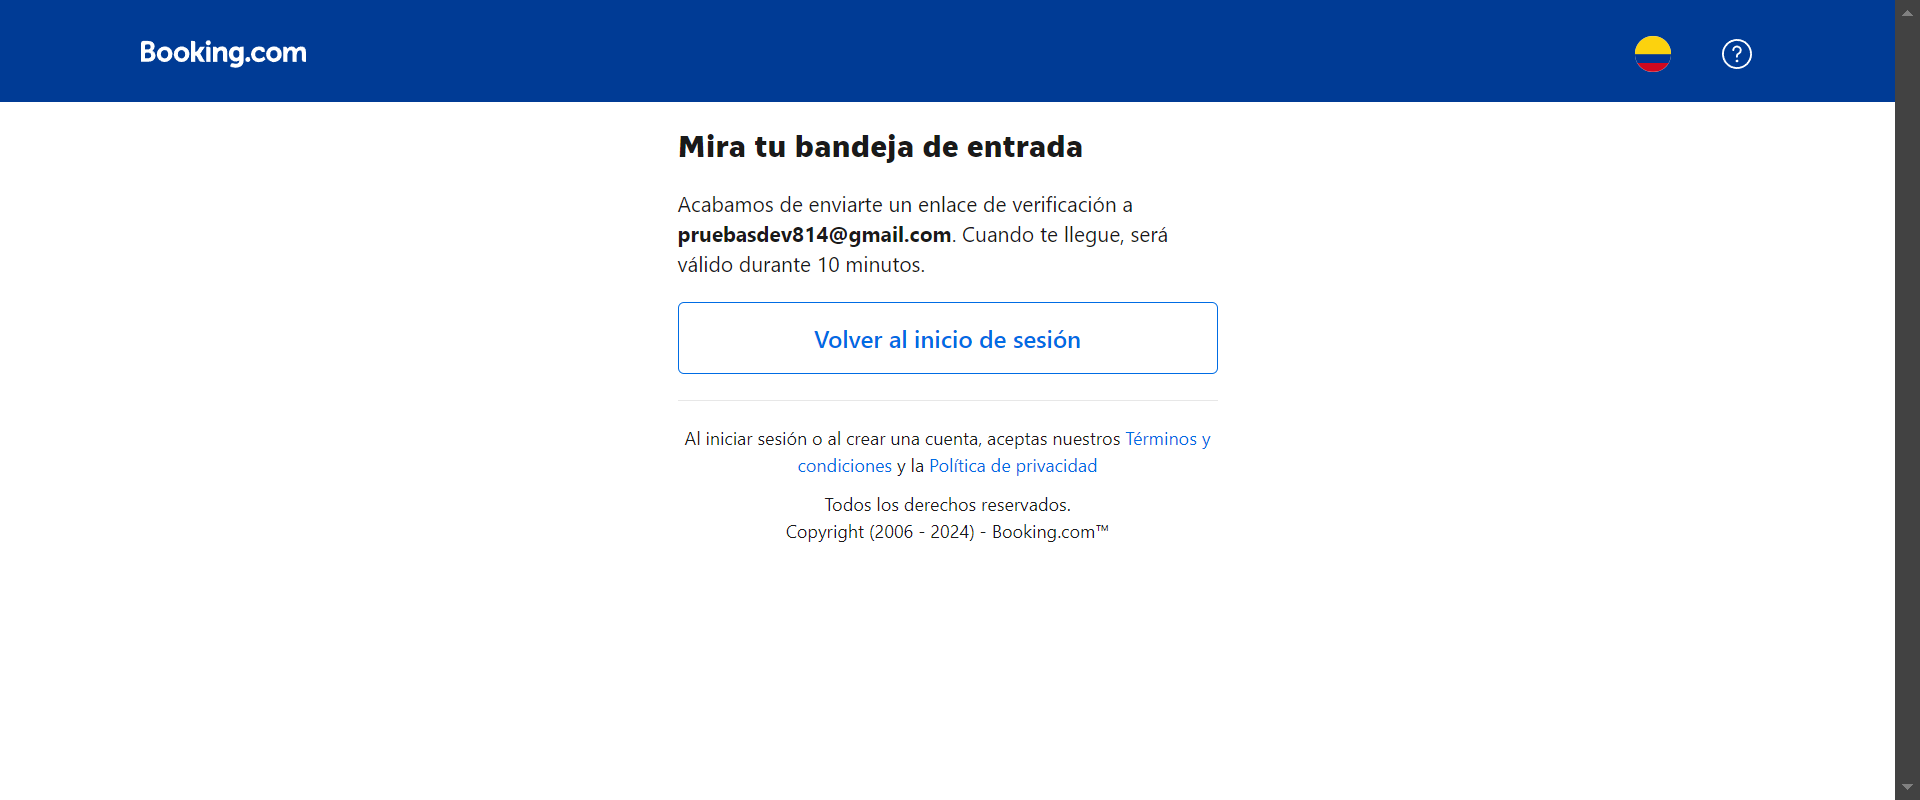 Booking.com
Mira tu bandeja de entrada
Acabamos de enviarte un enlace de verificación a
pruebasdev814@gmail.com. Cuando te llegue, será
válido durante 10 minutos.
Volver al inicio de sesión
Al iniciar sesión o al crear una cuenta, aceptas nuestros Términos y
condiciones y la Política de privacidad
Todos los derechos reservados.
Copyright (2006 - 2024) - Booking.com™